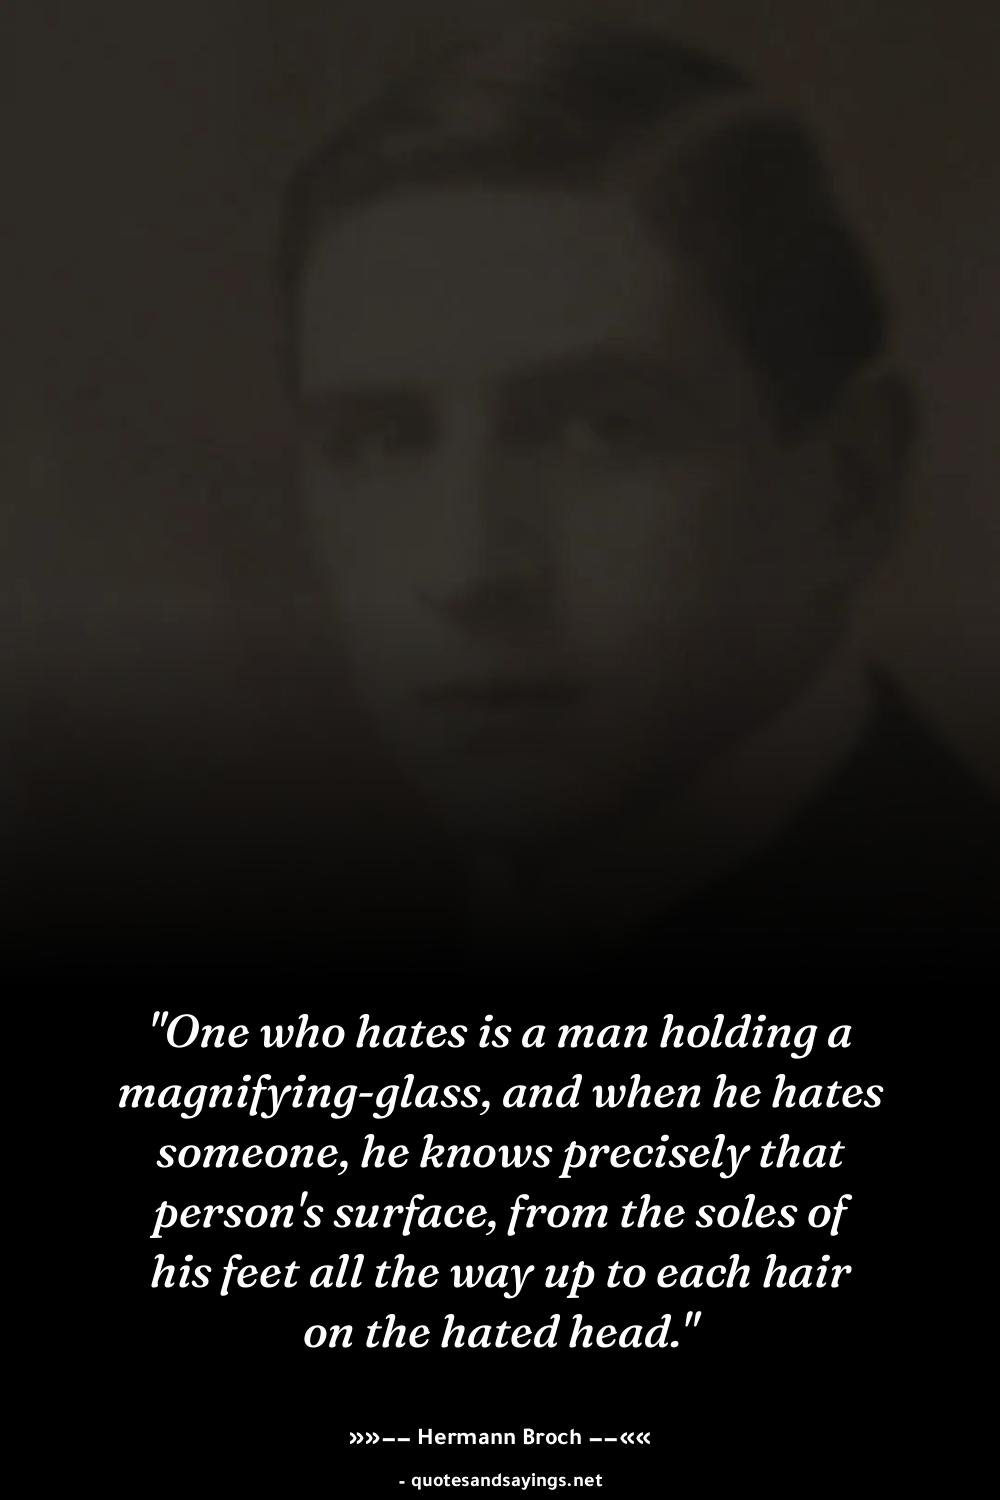 "One who hates is a man holding a
magnifying-glass, and when he hates
someone, he knows precisely that
person's surface, from the soles of
his feet all the way up to each hair
on the hated head."
»»–– Hermann Broch ––««
- quotesandsayings.net